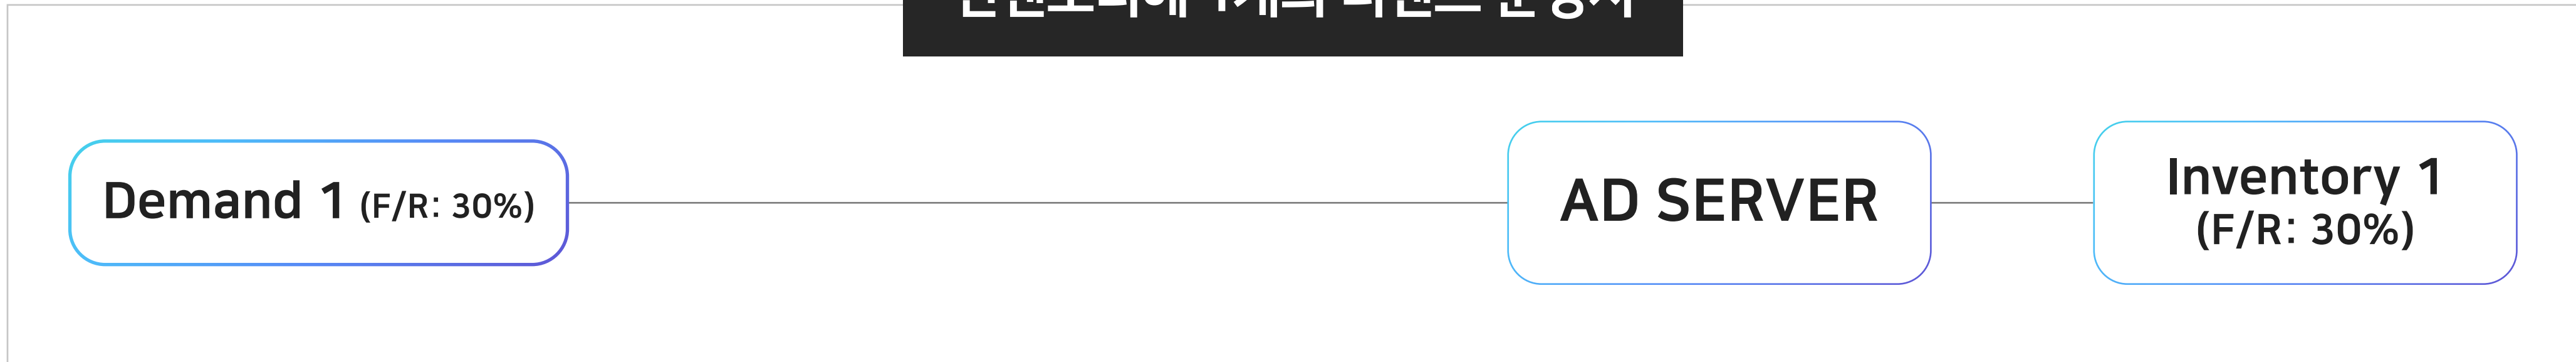 Demand 1 (F/R: 30%)
AD SERVER
Inventory 1
(F/R: 30%)